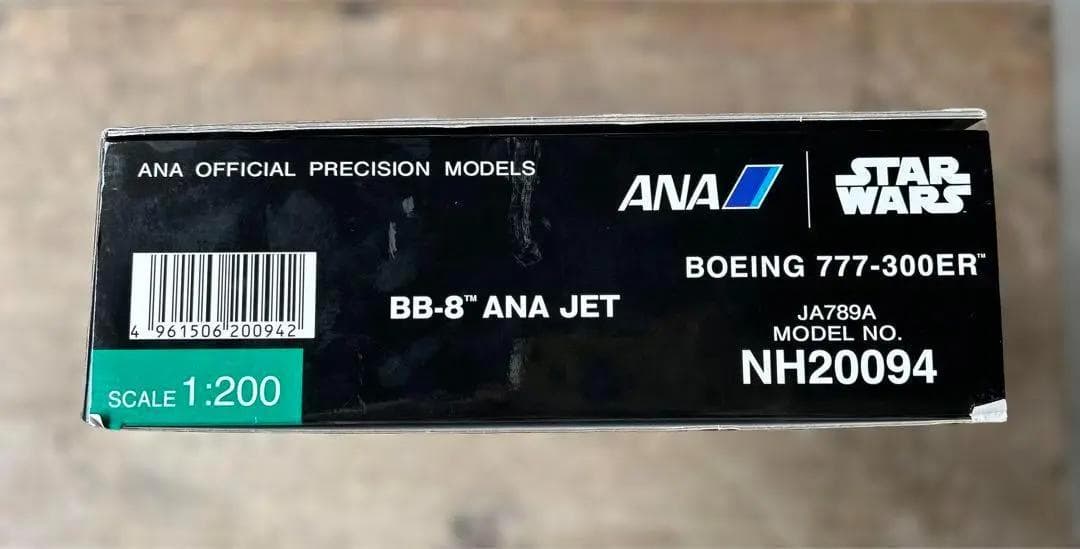 ANA OFFICIAL PRECISION MODELS
ANA
STAR
WARS
BOEING 777-300ER™
BB-8™ ANA JET
JA789A
MODEL NO.
NH20094
4 961506 200942
SCALE 1:200